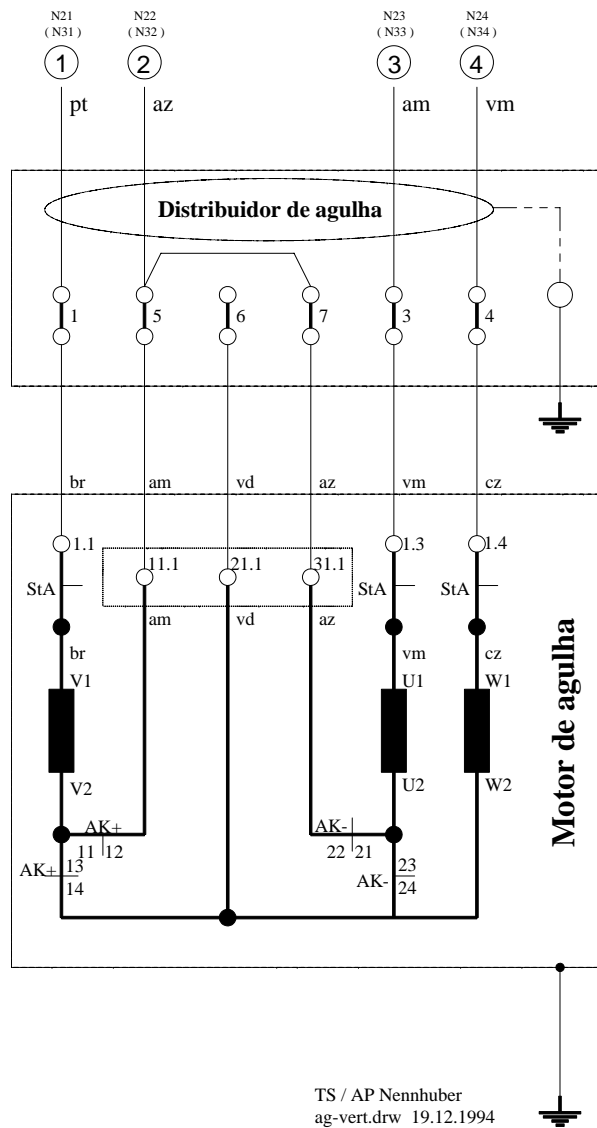 N21 N22 N23 N24
( N31 ) ( N32 ) ( N33 ) ( N34 )
1 2 3 4
pt az am vm
Distribuidor de agulha
1 5 6 7 3 4
br am vd az vm cz
1.1 11.1 21.1 31.1 1.3 1.4
StA StA StA
am vd az
br vm cz
V1 U1 W1
Motor de agulha
V2 U2 W2
AK+ AK-
11 12 22 21
AK+ 13 23
14 AK- 24
TS / AP Nennhuber
ag-vert.drw 19.12.1994